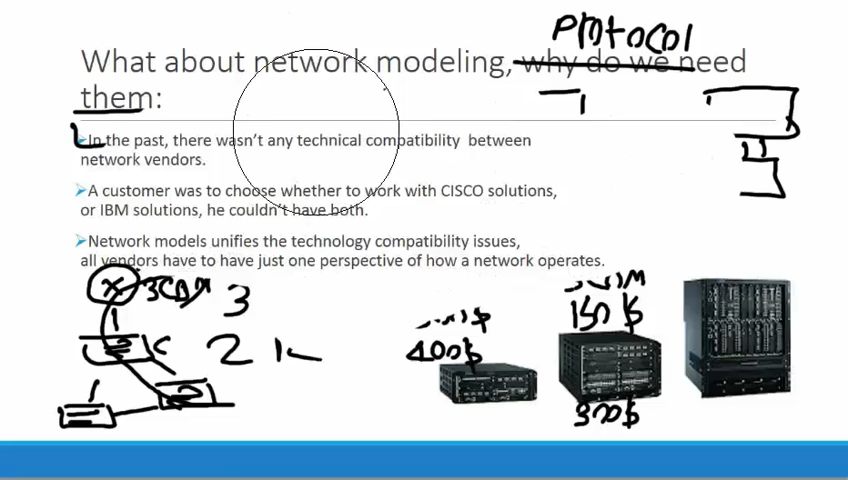 Protocol
What about network modeling, why do we need
them:
In the past, there wasn't any technical compatibility between
network vendors.
A customer was to choose whether to work with CISCO solutions,
or IBM solutions, he couldn't have both.
Network models unifies the technology compatibility issues,
all vendors have to have just one perspective of how a network operates.
3
2
150 $
400$
300$